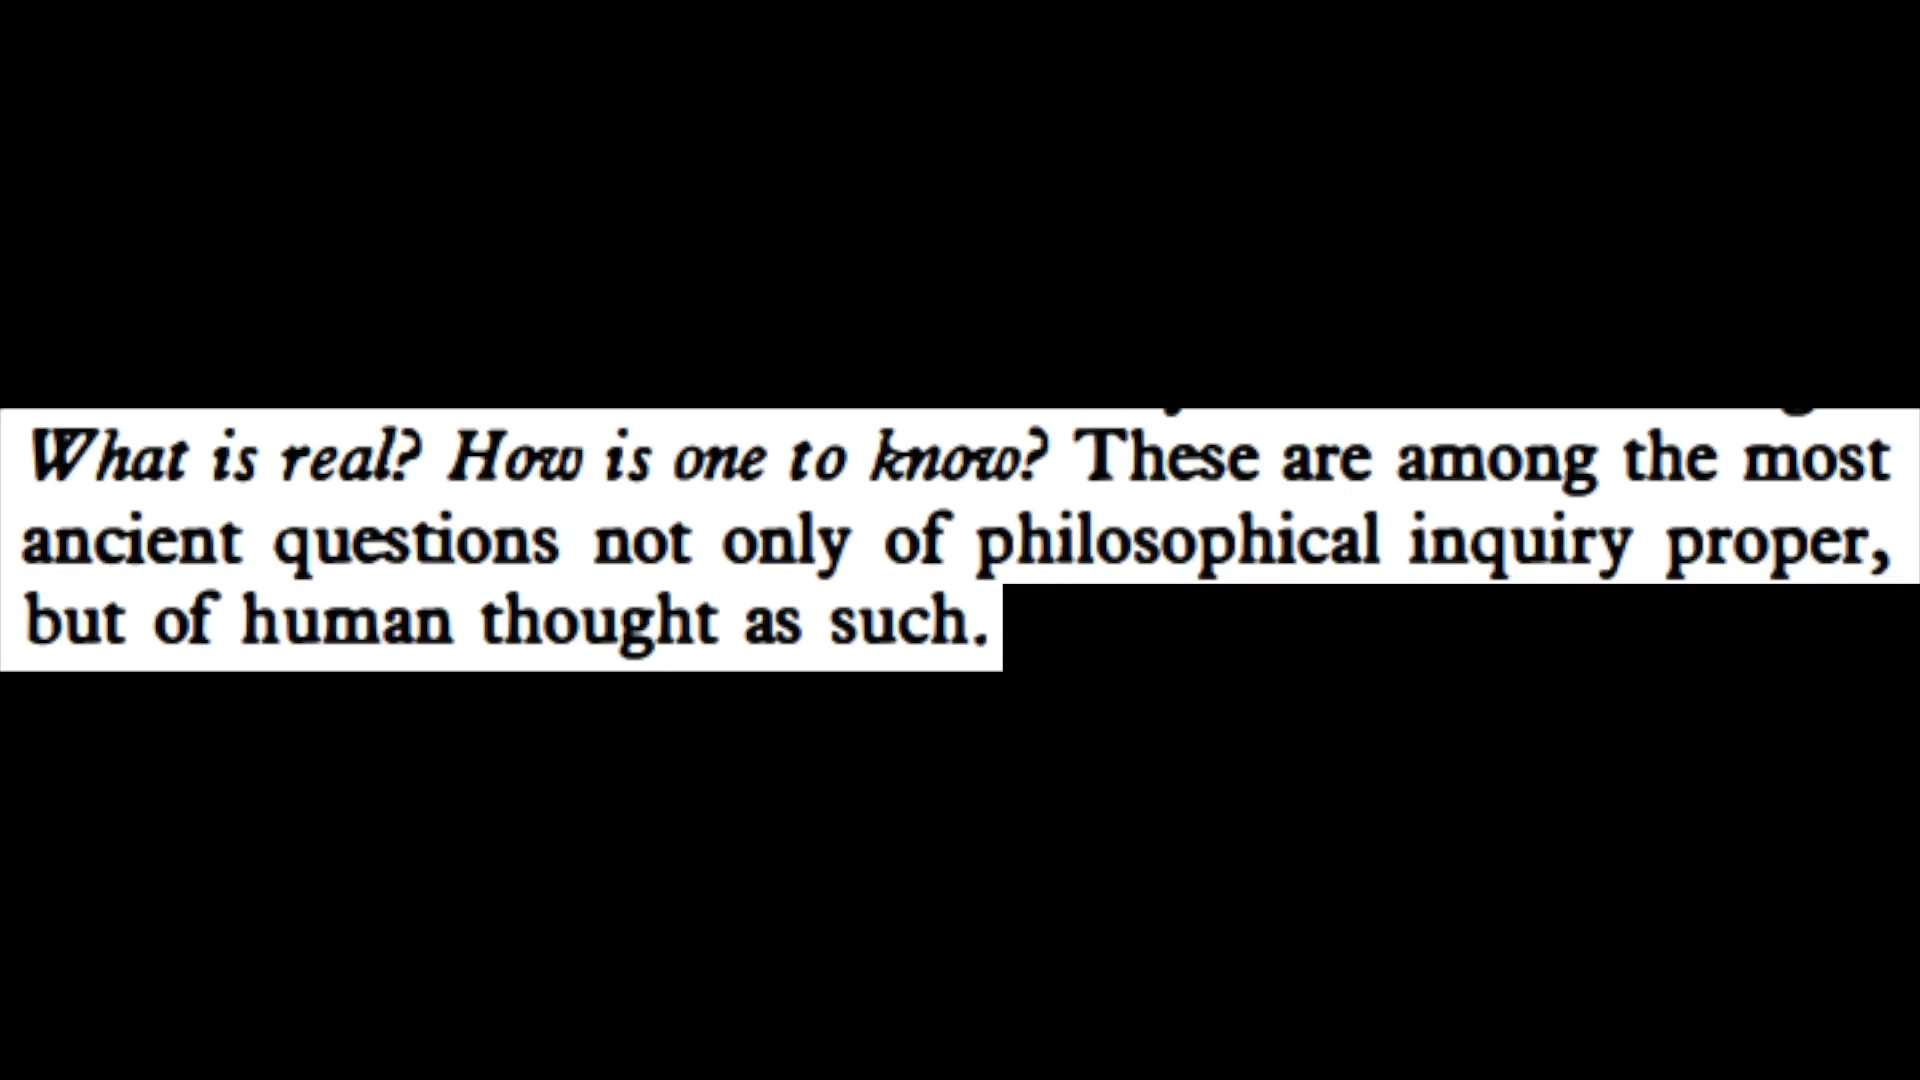 What is real? How is one to know? These are among the most
ancient questions not only of philosophical inquiry proper,
but of human thought as such.